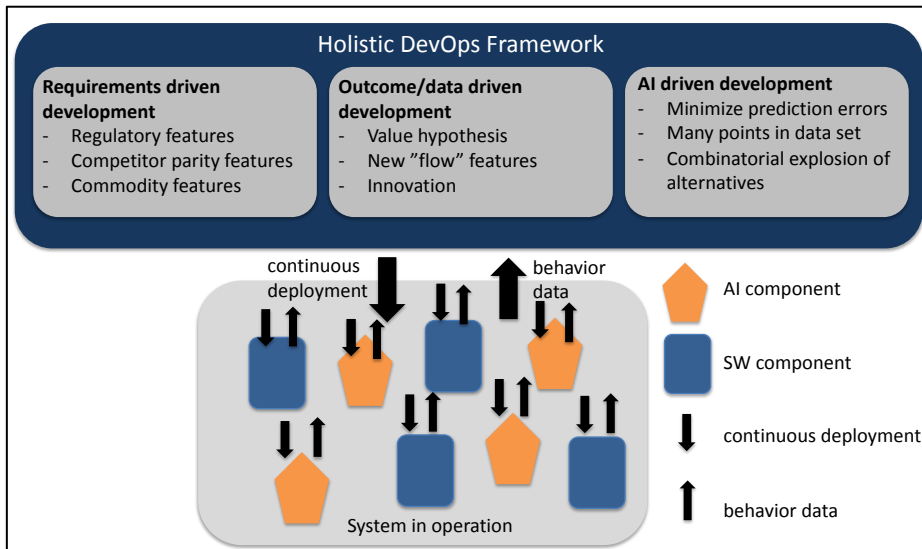 Holistic DevOps Framework
Requirements driven
development
- Regulatory features
- Competitor parity features
- Commodity features
Outcome/data driven
development
- Value hypothesis
- New ”flow” features
- Innovation
AI driven development
- Minimize prediction errors
- Many points in data set
- Combinatorial explosion of
alternatives
continuous
deployment
behavior
data
System in operation
AI component
SW component
continuous deployment
behavior data